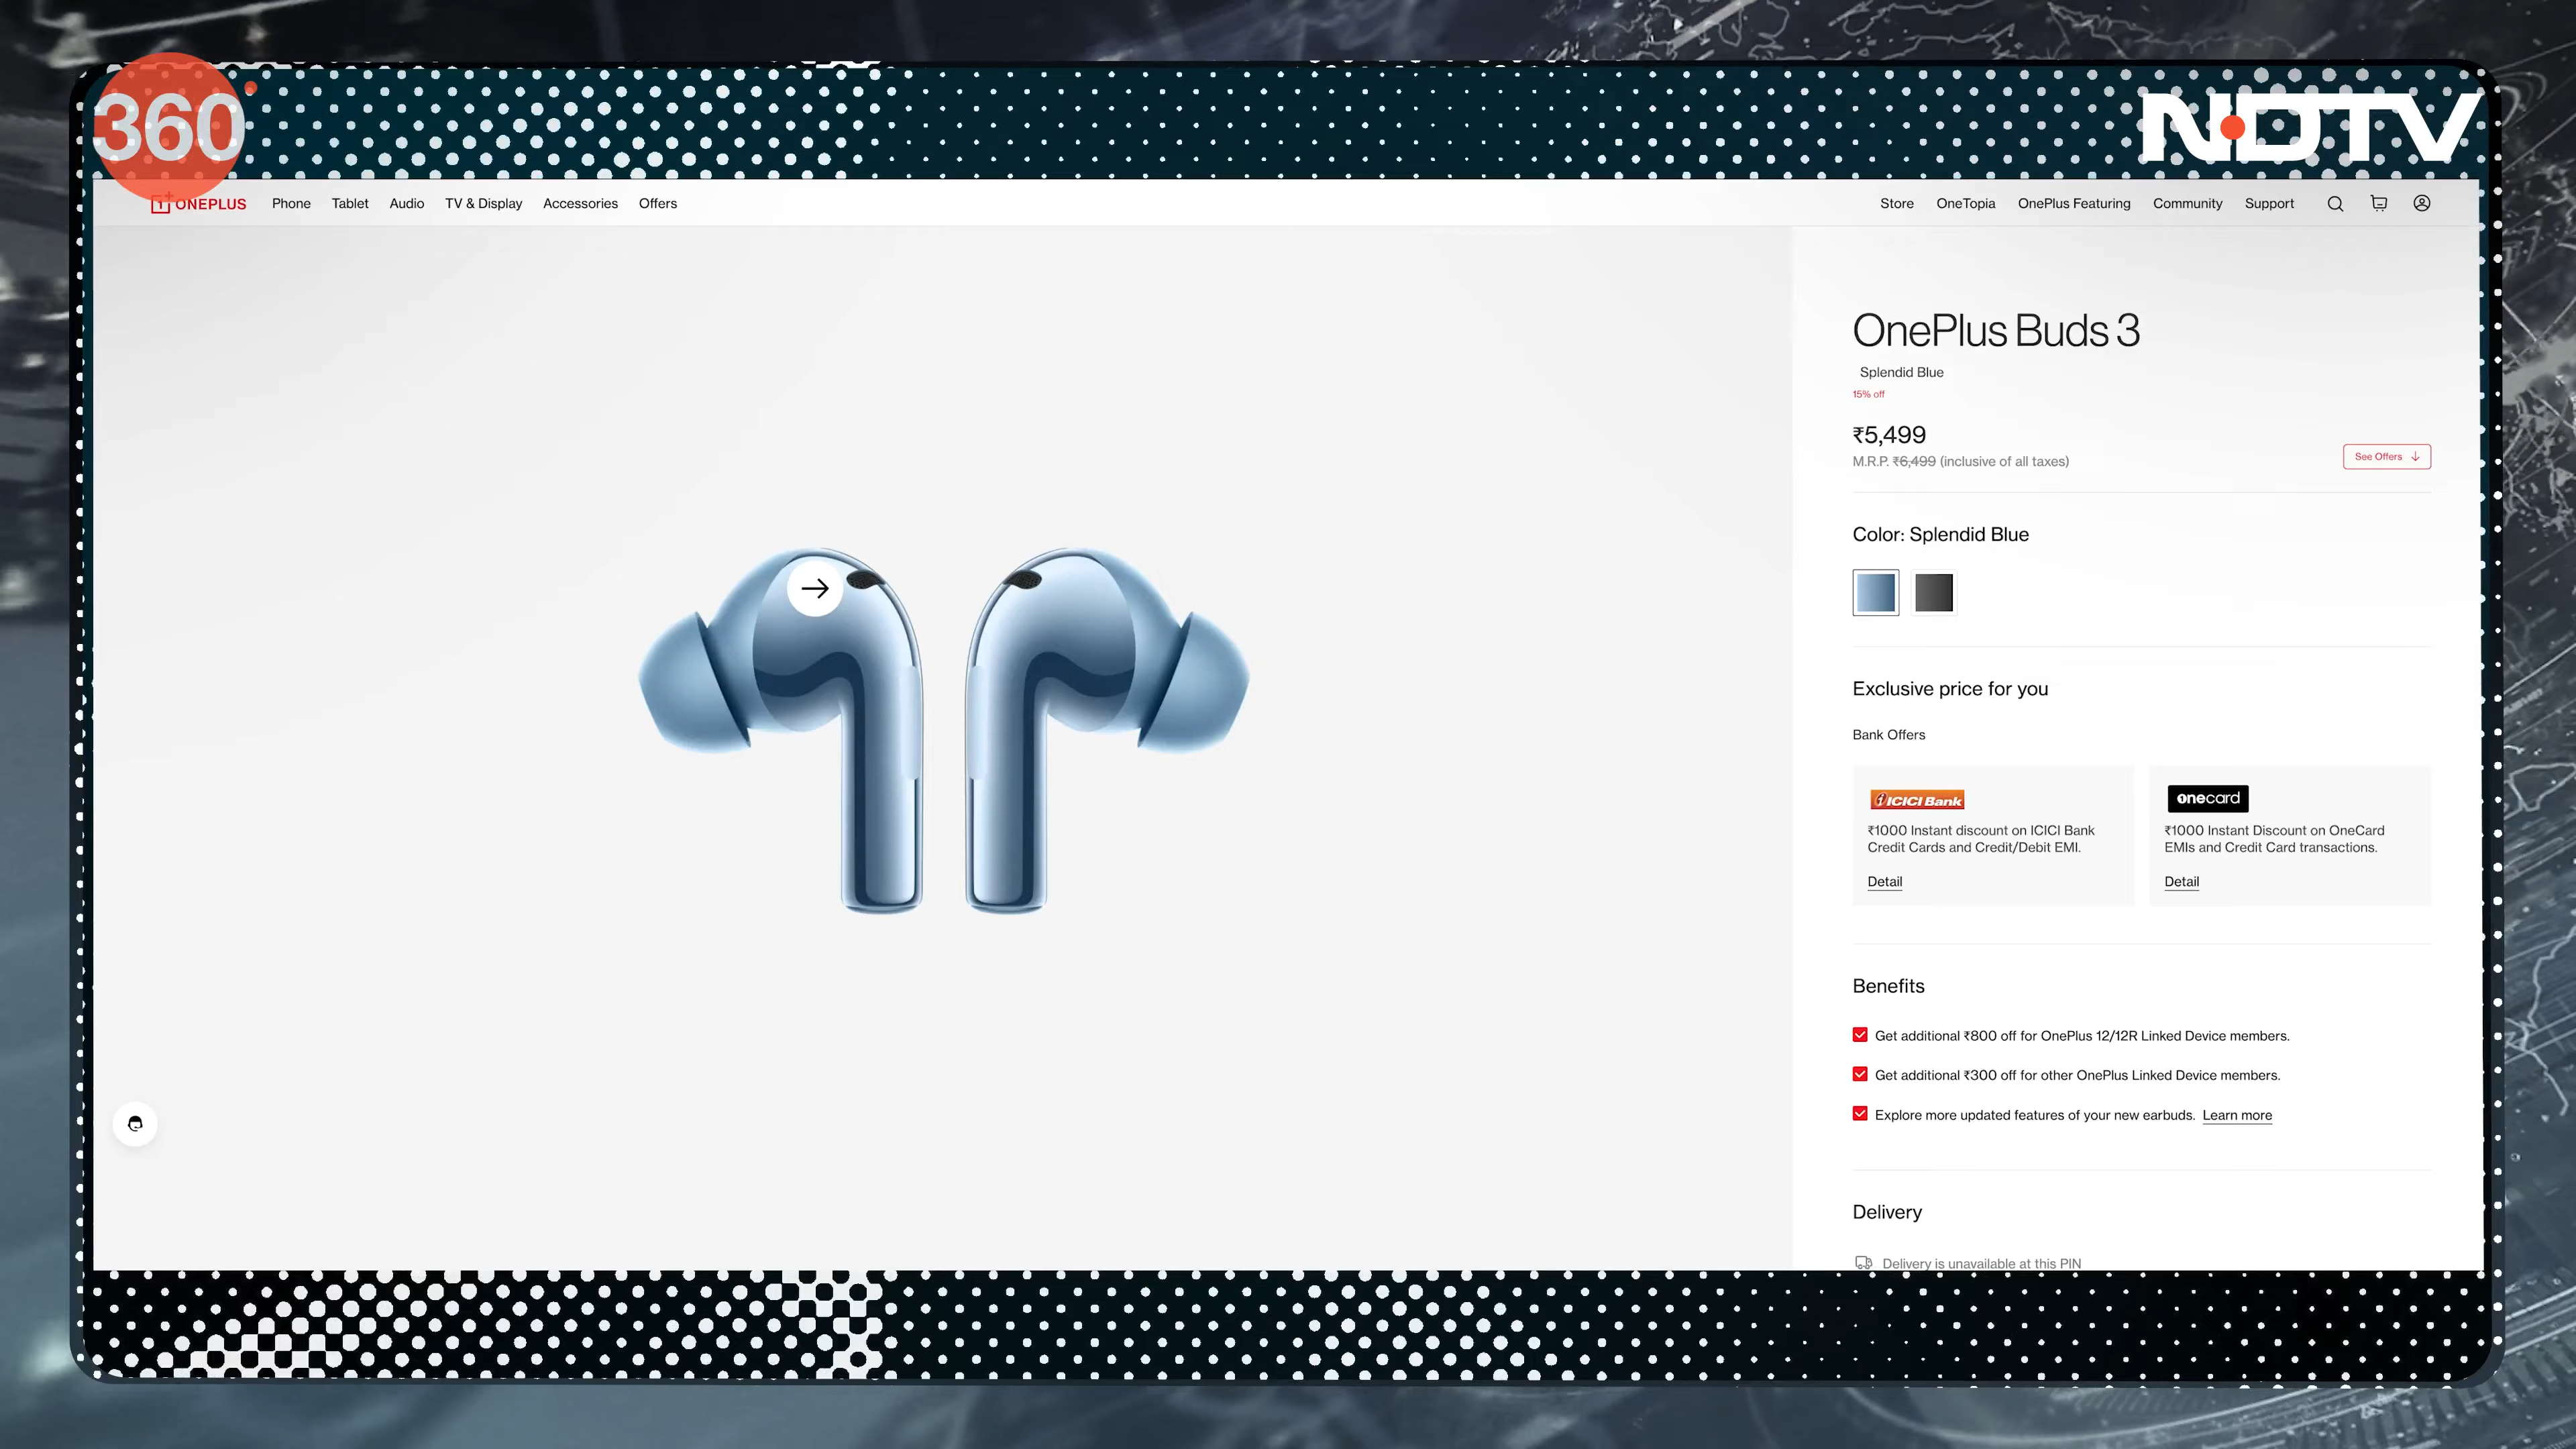 360
NDTV
ONEPLUS Phone Tablet Audio TV & Display Accessories Offers Store OneTopia OnePlus Featuring Community Support
OnePlus Buds 3
Splendid Blue
15% off
₹5,499
M.R.P. ₹6,499 (inclusive of all taxes)
See Offers
Color: Splendid Blue
Exclusive price for you
Bank Offers
ICICI Bank
₹1000 Instant discount on ICICI Bank
Credit Cards and Credit/Debit EMI.
Detail
onecard
₹1000 Instant Discount on OneCard
EMIs and Credit Card transactions.
Detail
Benefits
Get additional ₹800 off for OnePlus 12/12R Linked Device members.
Get additional ₹300 off for other OnePlus Linked Device members.
Explore more updated features of your new earbuds. Learn more
Delivery
Delivery is unavailable at this PIN